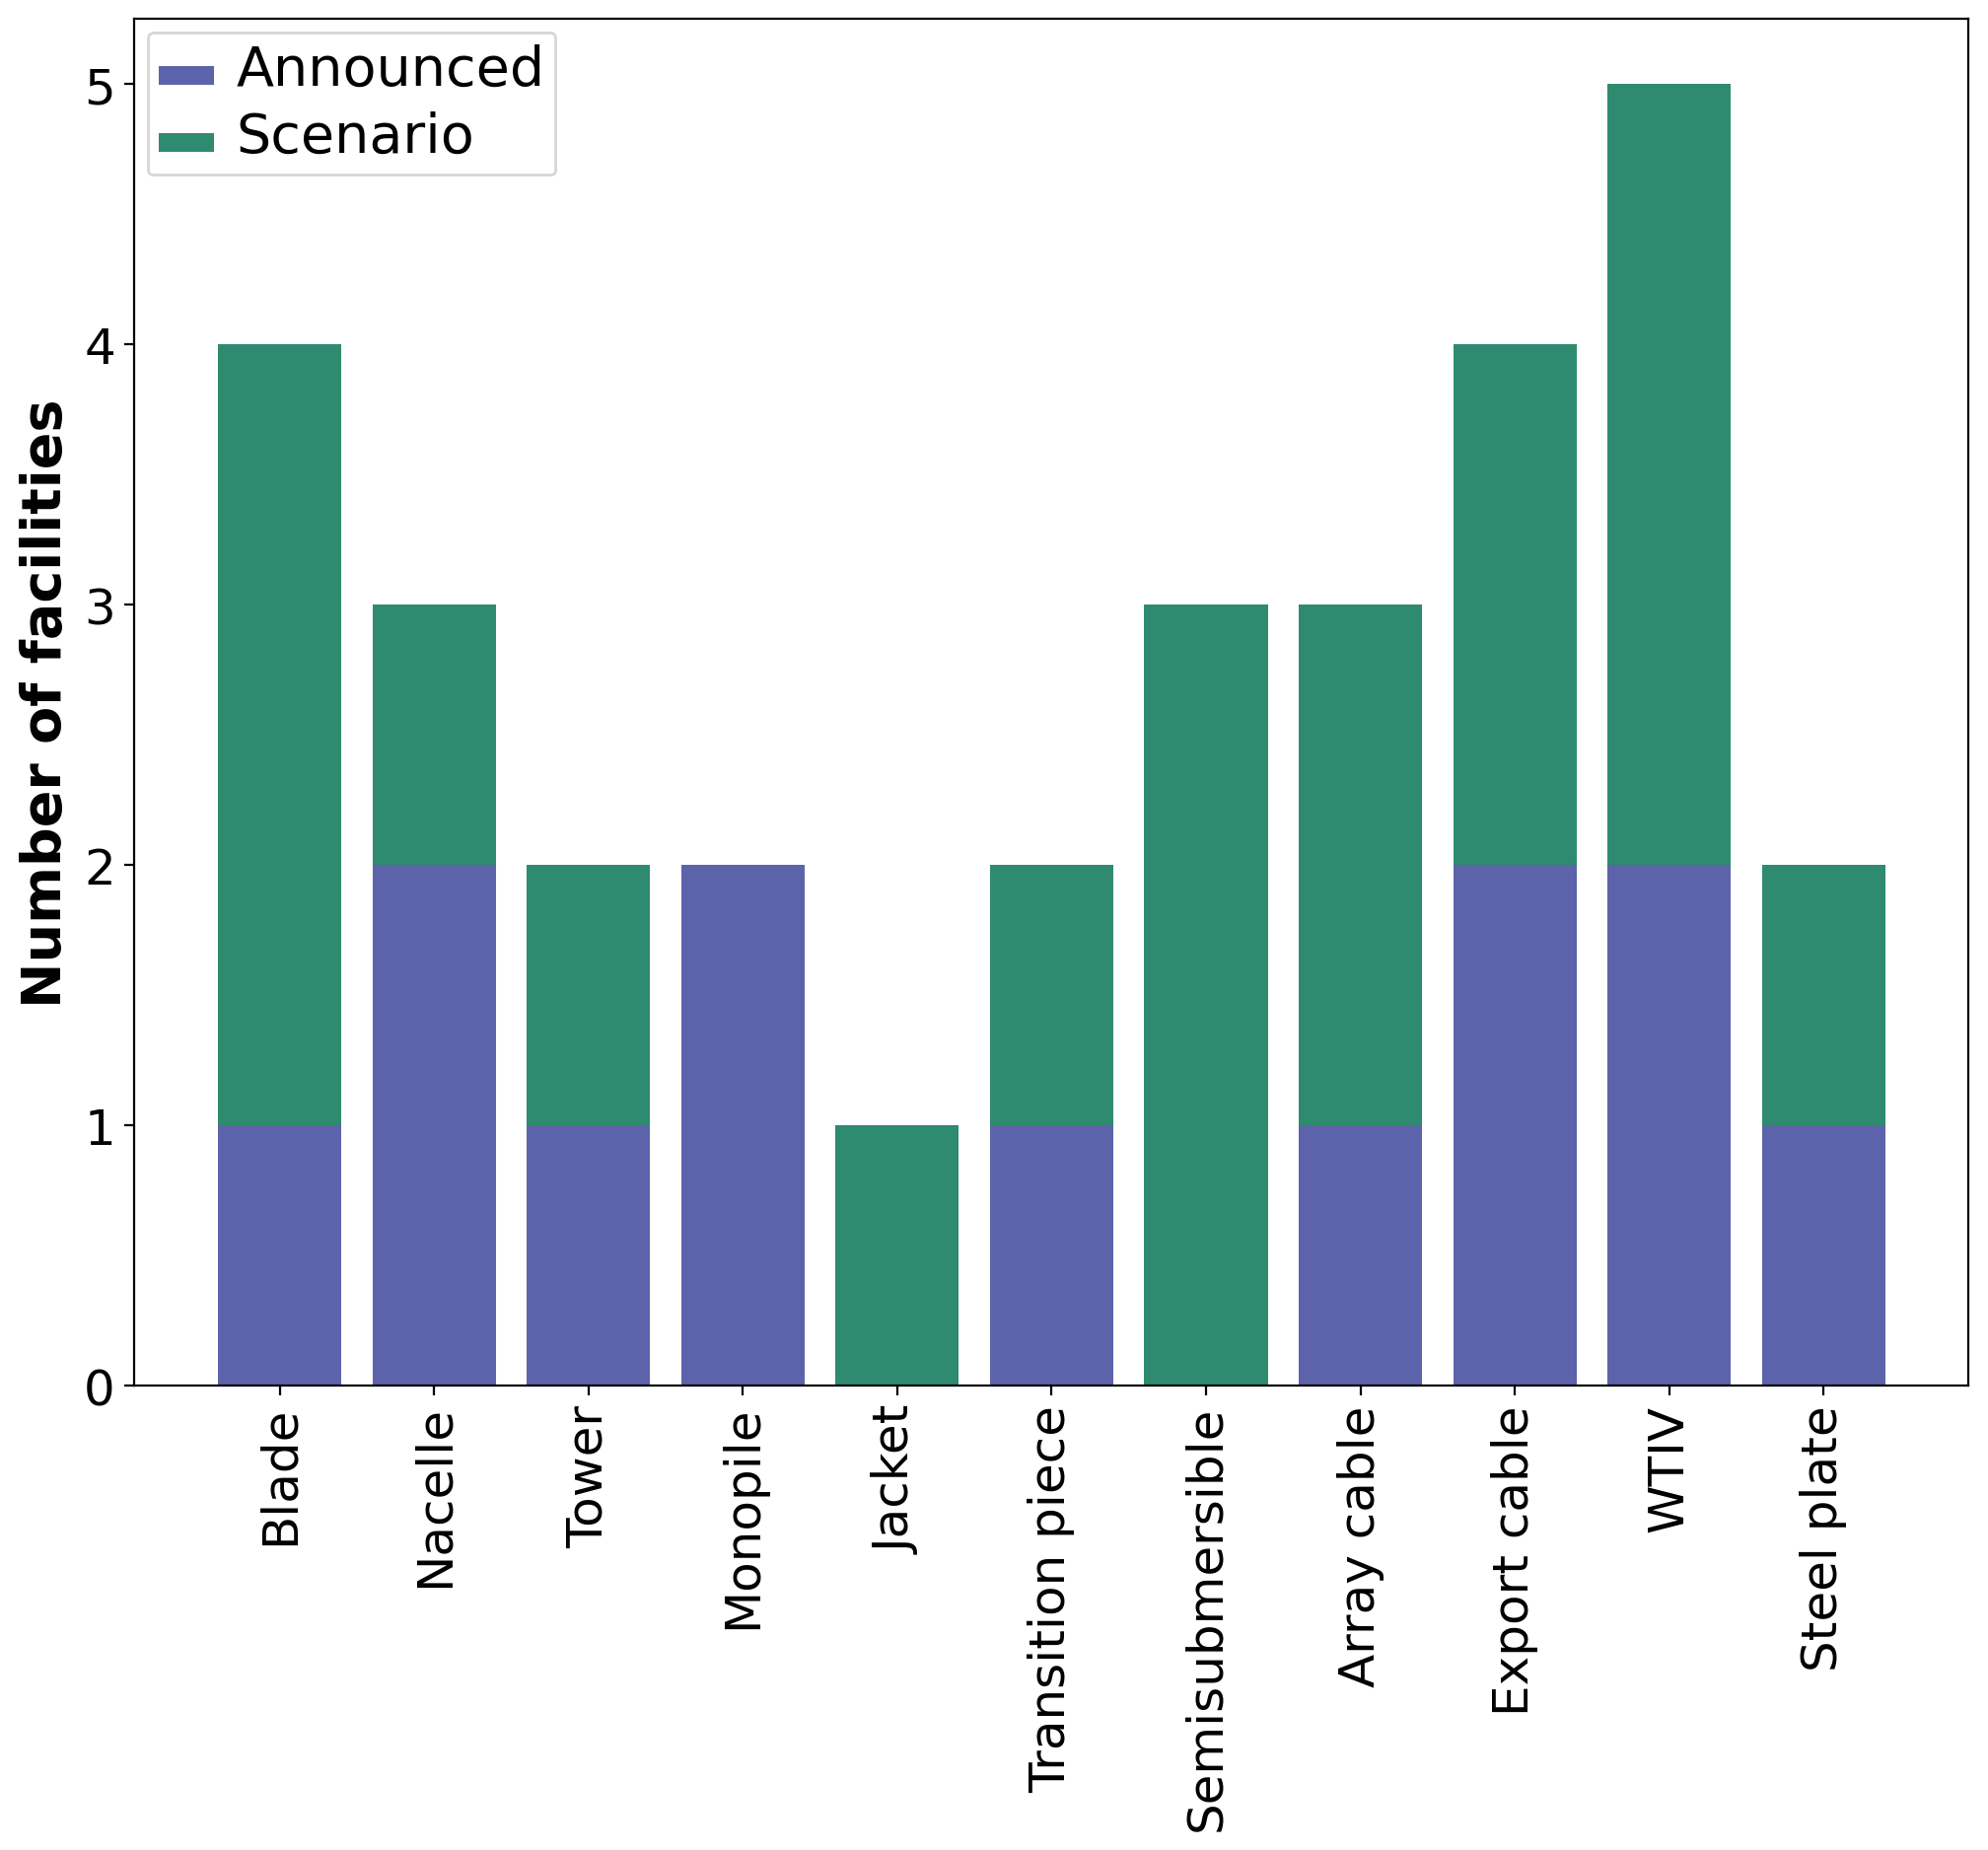 Announced
Scenario
Number of facilities
5
4
3
2
1
0
Blade
Nacelle
Tower
Monopile
Jacket
Transition piece
Semisubmersible
Array cable
Export cable
WTIV
Steel plate